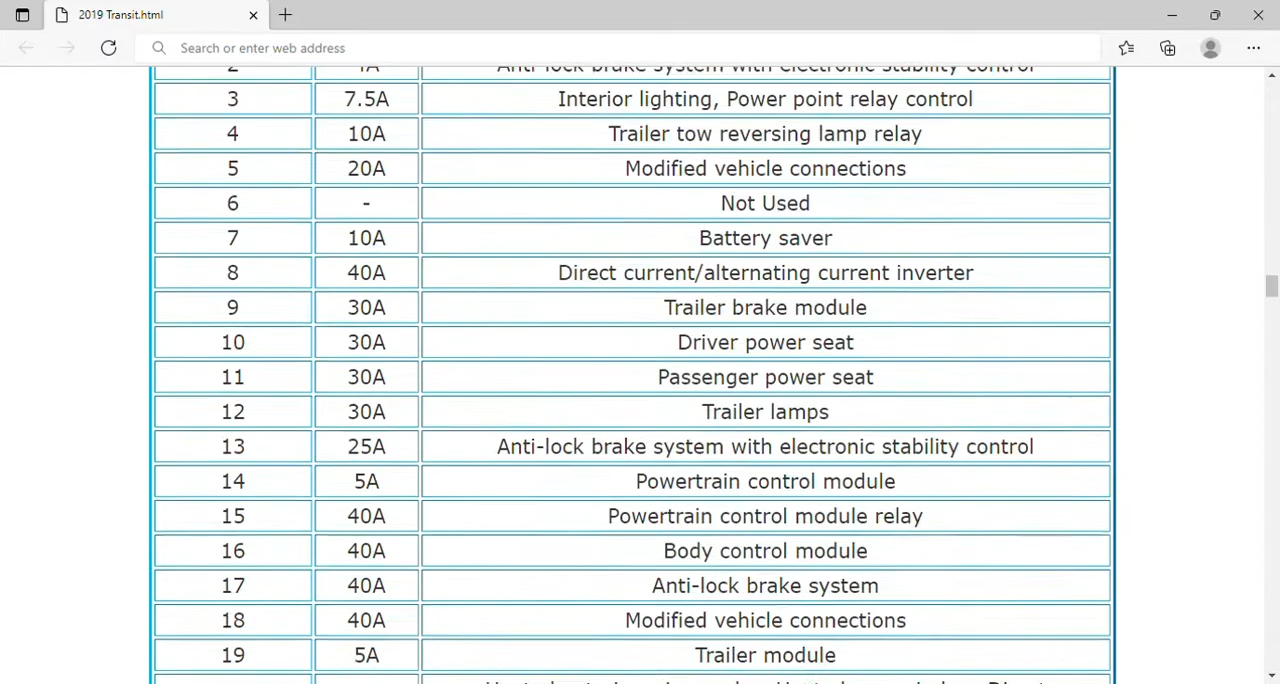 2019 Transit.html
Search or enter web address
3 7.5A Interior lighting, Power point relay control
4 10A Trailer tow reversing lamp relay
5 20A Modified vehicle connections
6 - Not Used
7 10A Battery saver
8 40A Direct current/alternating current inverter
9 30A Trailer brake module
10 30A Driver power seat
11 30A Passenger power seat
12 30A Trailer lamps
13 25A Anti-lock brake system with electronic stability control
14 5A Powertrain control module
15 40A Powertrain control module relay
16 40A Body control module
17 40A Anti-lock brake system
18 40A Modified vehicle connections
19 5A Trailer module